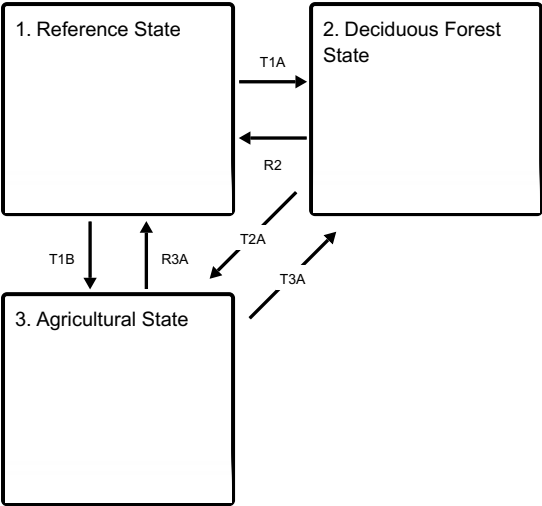 1. Reference State
2. Deciduous Forest
State
T1A
R2
T2A
T3A
T1B
R3A
3. Agricultural State